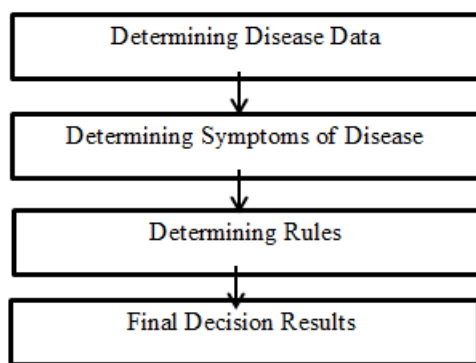 Determining Disease Data
Determining Symptoms of Disease
Determining Rules
Final Decision Results